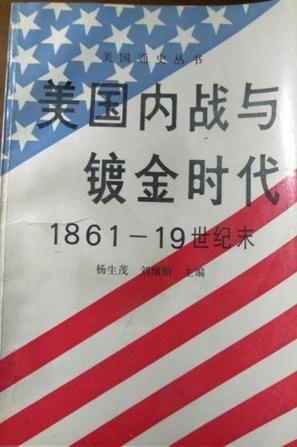 美国通史丛书
美国内战与
镀金时代
1861－19世纪末
杨生茂 刘绪贻 主编